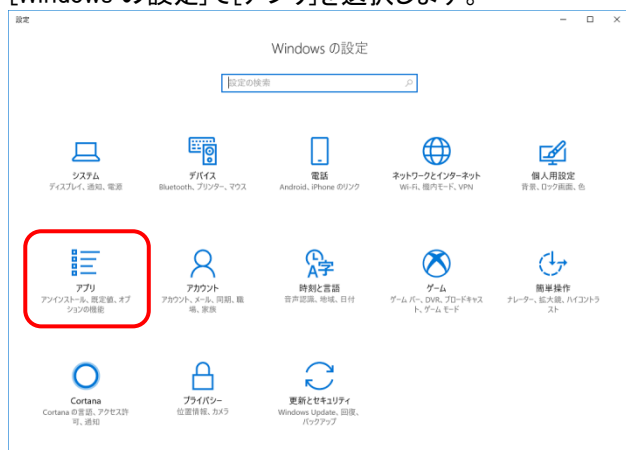 [Windows の設定]で[アプリ]を選択します。
設定
Windows の設定
設定の検索
システム
ディスプレイ、通知、電源
デバイス
Bluetooth、プリンター、マウス
電話
Android、iPhone のリンク
ネットワークとインターネット
Wi-Fi、機内モード、VPN
個人用設定
背景、ロック画面、色
アプリ
アンインストール、既定値、オプ
ションの機能
アカウント
アカウント、メール、同期、職
場、家族
時刻と言語
音声認識、地域、日付
ゲーム
ゲーム バー、DVR、ブロードキャス
ト、ゲーム モード
簡単操作
ナレーター、拡大鏡、ハイコントラ
スト
Cortana
Cortana の言語、アクセス許
可、通知
プライバシー
位置情報、カメラ
更新とセキュリティ
Windows Update、回復、
バックアップ